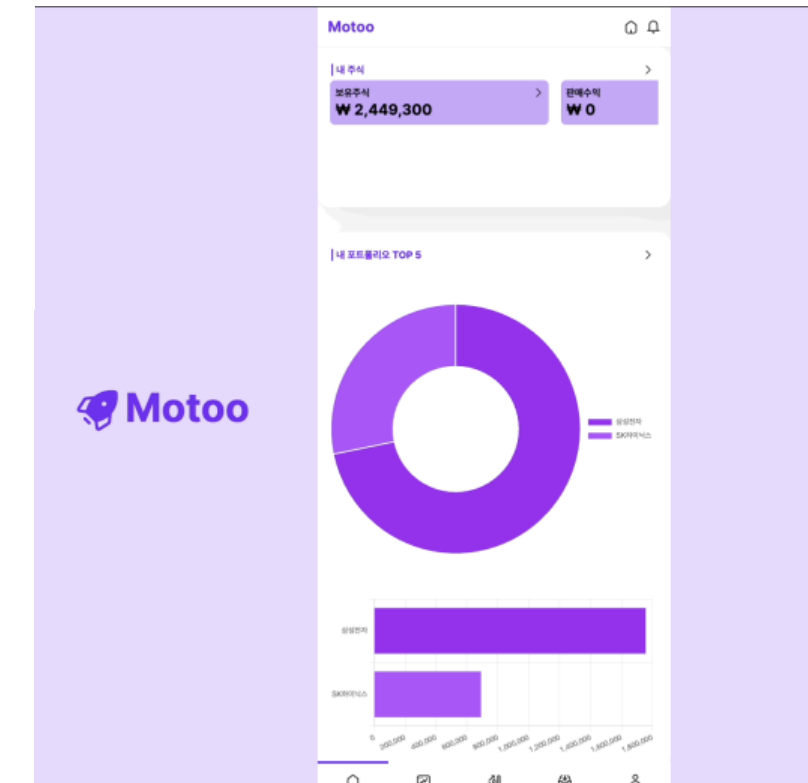 Motoo
내 주식
보유주식
₩ 2,449,300
판매수익
₩ 0
내 포트폴리오 TOP 5
Motoo
삼성전자
SK하이닉스
삼성전자
SK하이닉스
0
200,000
400,000
600,000
800,000
1,000,000
1,200,000
1,400,000
1,600,000
1,800,000